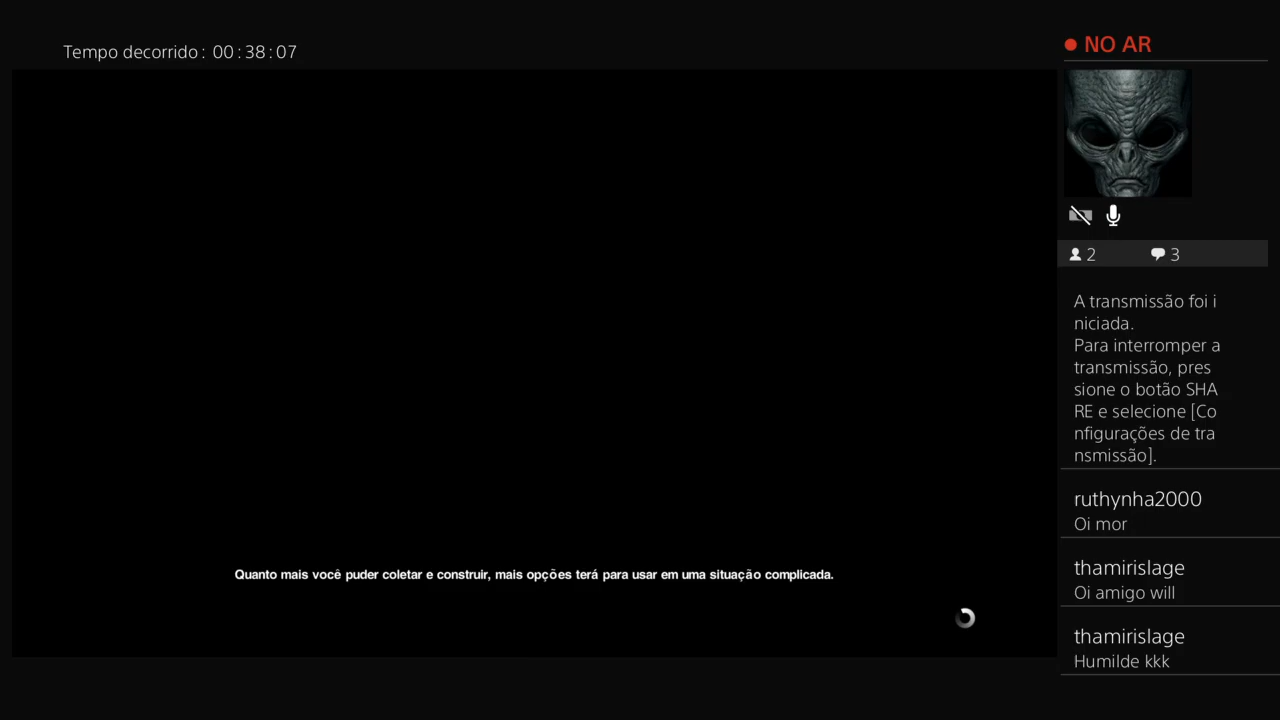 Tempo decorrido : 00 : 38 : 07
NO AR
2 3
A transmissão foi i
niciada.
Para interromper a
transmissão, pres
sione o botão SHA
RE e selecione [Co
nfigurações de tra
nsmissão].
ruthynha2000
Oi mor
thamirislage
Oi amigo will
thamirislage
Humilde kkk
Quanto mais você puder coletar e construir, mais opções terá para usar em uma situação complicada.